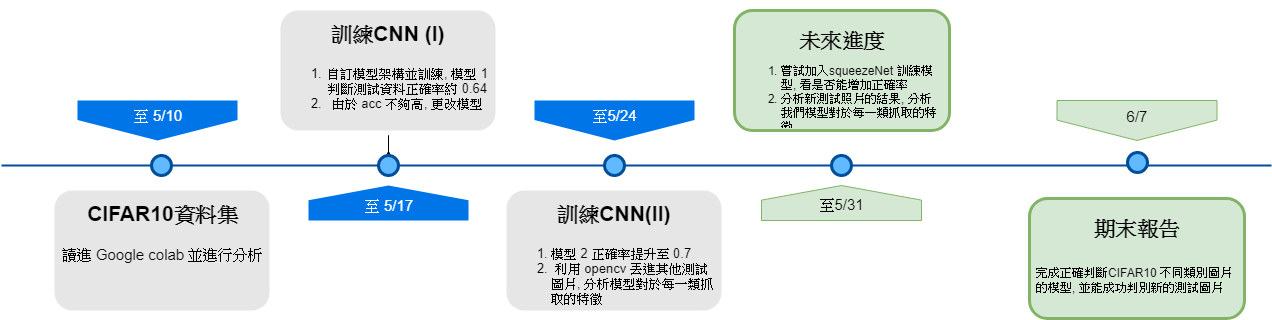 至 5/10
CIFAR10資料集
讀進 Google colab 並進行分析
訓練CNN (I)
1. 自訂模型架構並訓練, 模型 1
判斷測試資料正確率約 0.64
2. 由於 acc 不夠高, 更改模型
至 5/17
至5/24
訓練CNN(II)
1. 模型 2 正確率提升至 0.7
2. 利用 opencv 丟進其他測試
圖片, 分析模型對於每一類抓
取的特徵
未來進度
1. 嘗試加入squeezeNet 訓練模
型, 看是否能增加正確率
2. 分析新測試照片的結果, 分析
我們模型對於每一類抓取的特
徵
至5/31
6/7
期末報告
完成正確判斷CIFAR10 不同類別圖片
的模型, 並能成功判別新的測試圖片